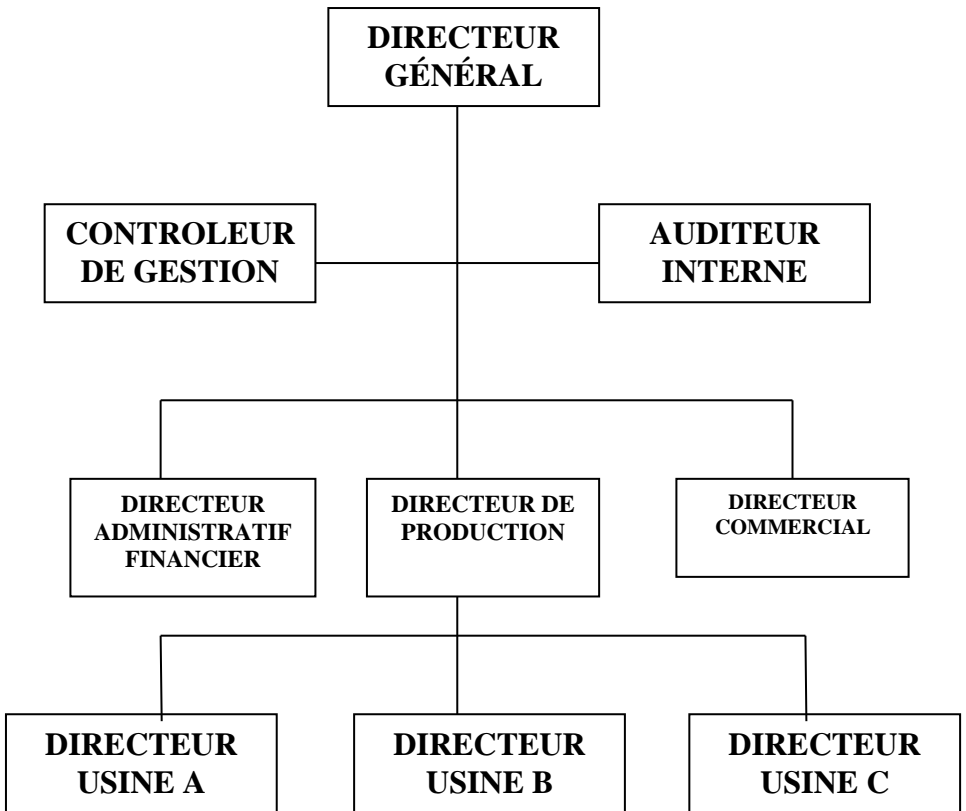 DIRECTEUR
GÉNÉRAL
CONTROLEUR
DE GESTION
AUDITEUR
INTERNE
DIRECTEUR
ADMINISTRATIF
FINANCIER
DIRECTEUR DE
PRODUCTION
DIRECTEUR
COMMERCIAL
DIRECTEUR
USINE A
DIRECTEUR
USINE B
DIRECTEUR
USINE C